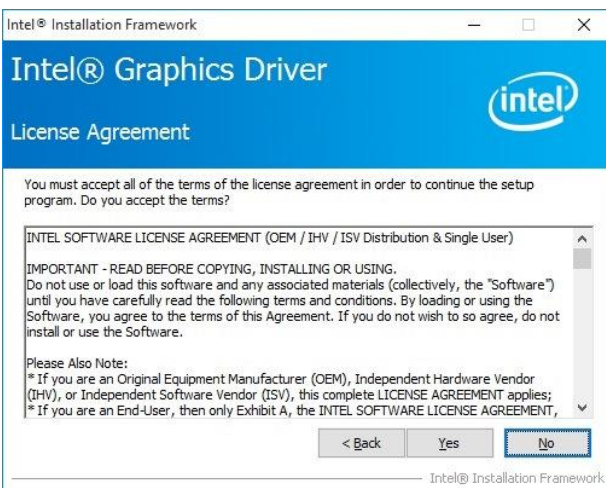 Intel® Installation Framework
Intel® Graphics Driver
intel
License Agreement
You must accept all of the terms of the license agreement in order to continue the setup
program. Do you accept the terms?
INTEL SOFTWARE LICENSE AGREEMENT (OEM / IHV / ISV Distribution & Single User)
IMPORTANT - READ BEFORE COPYING, INSTALLING OR USING.
Do not use or load this software and any associated materials (collectively, the "Software")
until you have carefully read the following terms and conditions. By loading or using the
Software, you agree to the terms of this Agreement. If you do not wish to so agree, do not
install or use the Software.
Please Also Note:
* If you are an Original Equipment Manufacturer (OEM), Independent Hardware Vendor
(IHV), or Independent Software Vendor (ISV), this complete LICENSE AGREEMENT applies;
* If you are an End-User, then only Exhibit A, the INTEL SOFTWARE LICENSE AGREEMENT,
< Back Yes No
Intel® Installation Framework